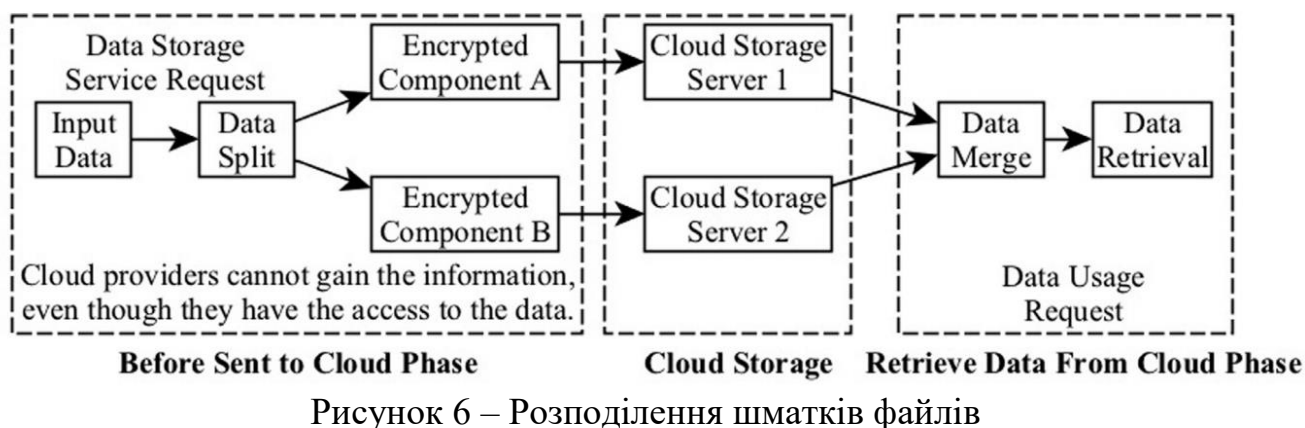 Data Storage
Service Request
Input
Data
Data
Split
Encrypted
Component A
Encrypted
Component B
Cloud providers cannot gain the information,
even though they have the access to the data.
Before Sent to Cloud Phase
Cloud Storage
Server 1
Cloud Storage
Server 2
Cloud Storage
Data
Merge
Data
Retrieval
Data Usage
Request
Retrieve Data From Cloud Phase
Рисунок 6 – Розподілення шматків файлів